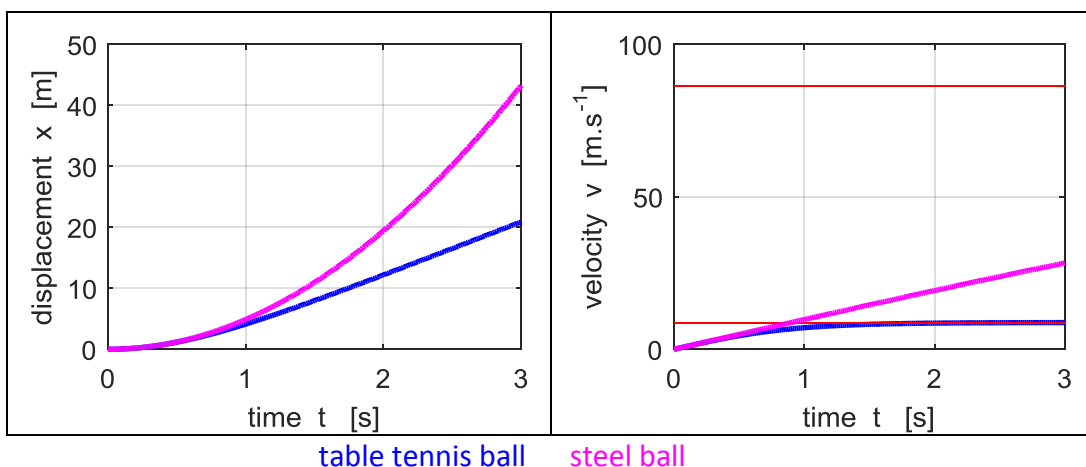 50
40
30
20
10
0
displacement x [m]
0 1 2 3
time t [s]
100
50
0
velocity v [m.s-1]
0 1 2 3
time t [s]
table tennis ball steel ball